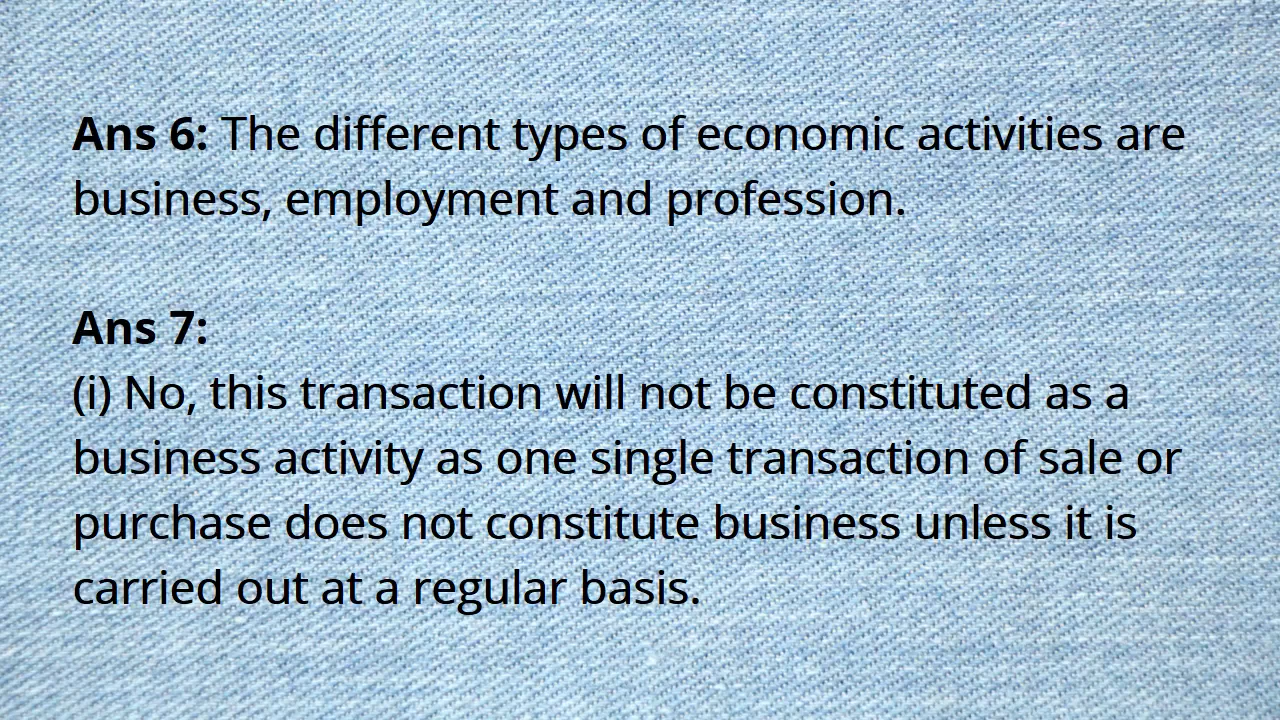 Ans 6: The different types of economic activities are
business, employment and profession.
Ans 7:
(i) No, this transaction will not be constituted as a
business activity as one single transaction of sale or
purchase does not constitute business unless it is
carried out at a regular basis.